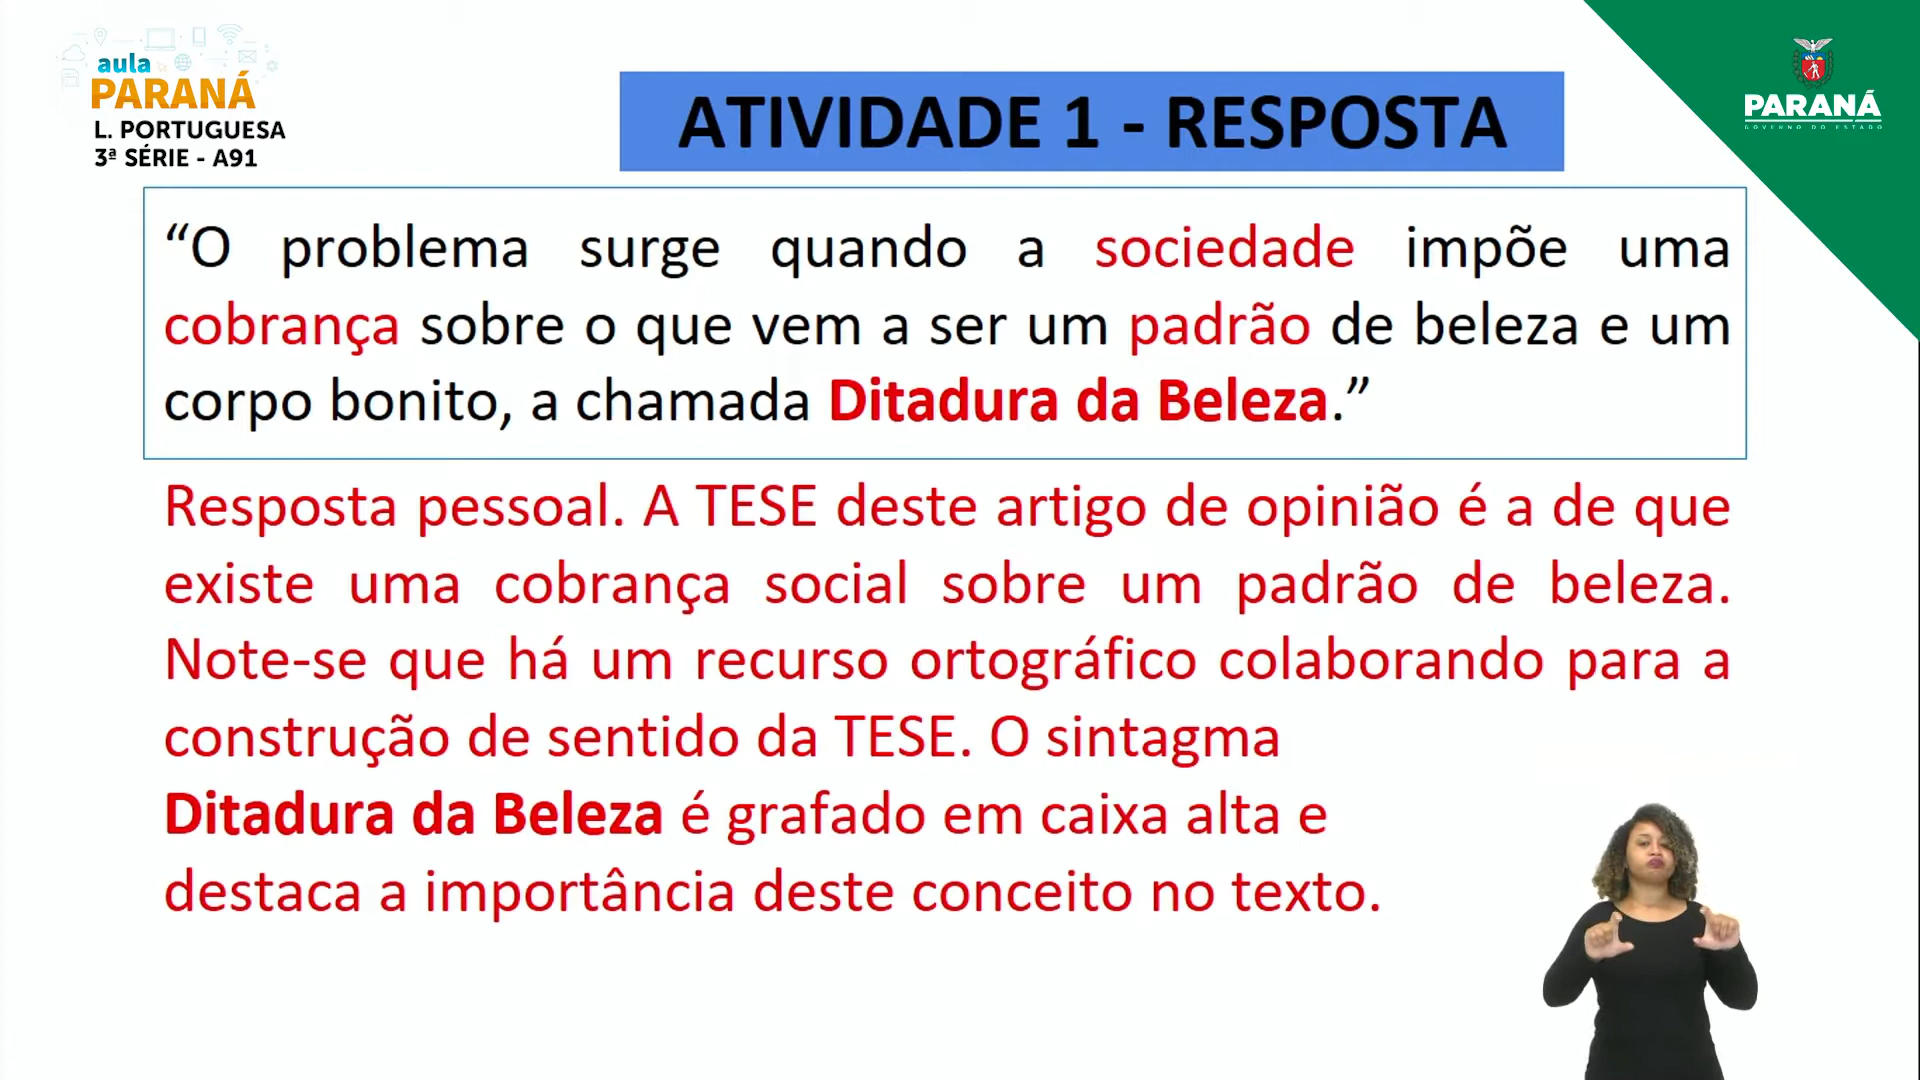 aula
PARANÁ
L. PORTUGUESA
3ª SÉRIE - A91
ATIVIDADE 1 - RESPOSTA
PARANÁ
GOVERNO DO ESTADO
“O problema surge quando a sociedade impõe uma
cobrança sobre o que vem a ser um padrão de beleza e um
corpo bonito, a chamada Ditadura da Beleza.”
Resposta pessoal. A TESE deste artigo de opinião é a de que
existe uma cobrança social sobre um padrão de beleza.
Note-se que há um recurso ortográfico colaborando para a
construção de sentido da TESE. O sintagma
Ditadura da Beleza é grafado em caixa alta e
destaca a importância deste conceito no texto.